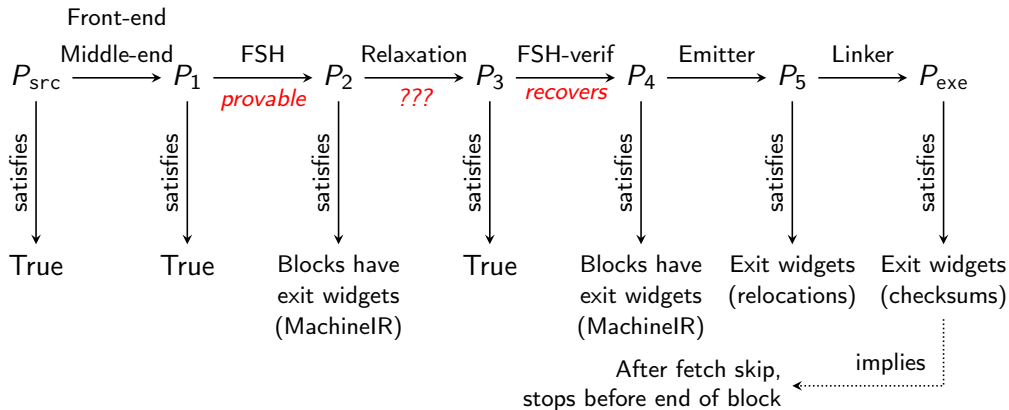 Front-end
Middle-end FSH Relaxation FSH-verif Emitter Linker
P_src P_1 P_2 P_3 P_4 P_5 P_exe
provable ??? recovers
satisfies satisfies satisfies satisfies satisfies satisfies satisfies
True True Blocks have True Blocks have Exit widgets Exit widgets
exit widgets exit widgets (relocations) (checksums)
(MachineIR) (MachineIR)
After fetch skip, implies
stops before end of block